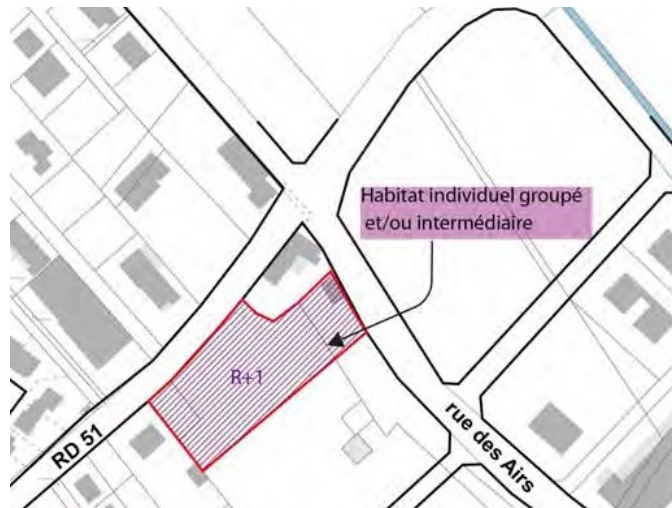 Habitat individuel groupé
et/ou intermédiaire
R+1
RD 51
rue des Airs